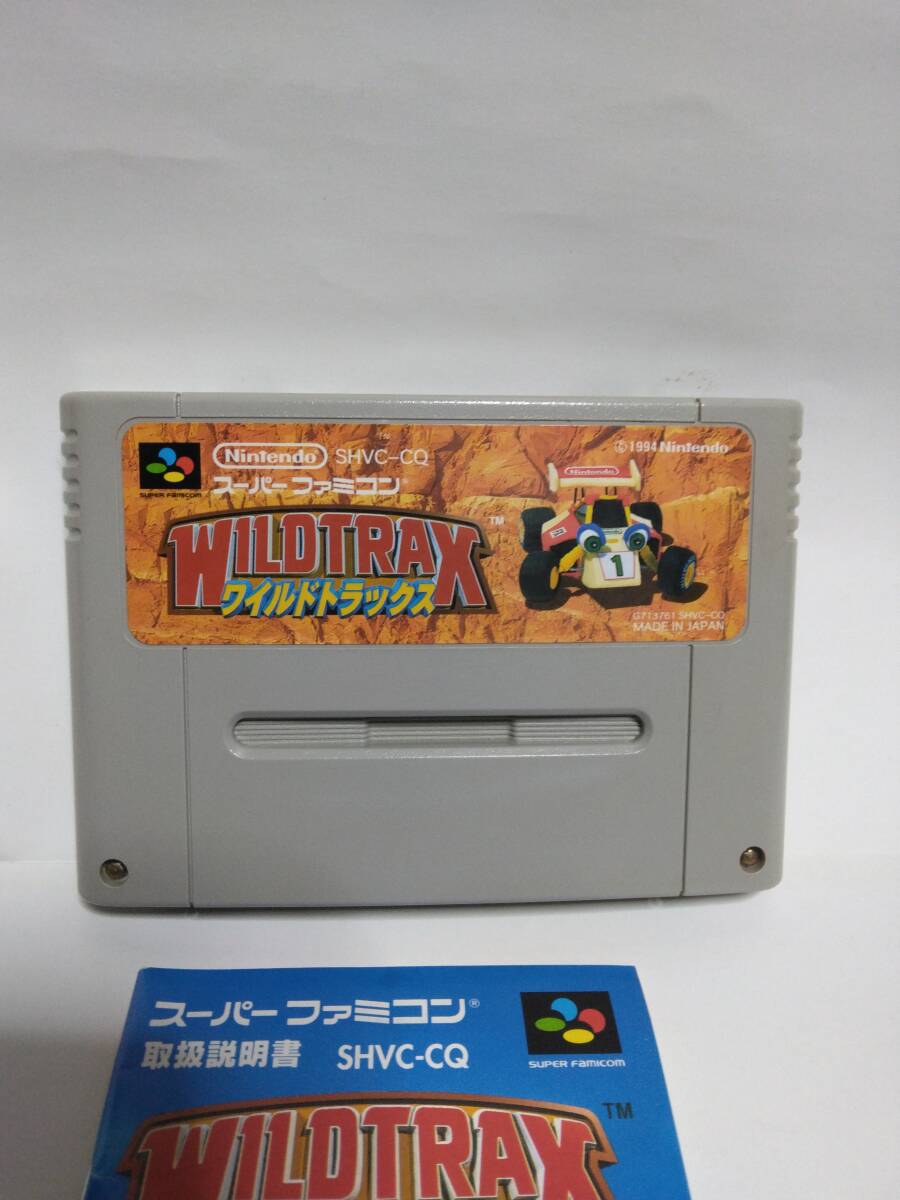 SUPER FAMICOM
Nintendo SHVC-CQ
TM
スーパーファミコン®
WILDTRAX
TM
ワイルドトラックス
© 1994 Nintendo
Nintendo
1
G713761 SHVC-CQ
MADE IN JAPAN
スーパーファミコン®
取扱説明書 SHVC-CQ
SUPER FAMICOM
WILDTRAX
TM